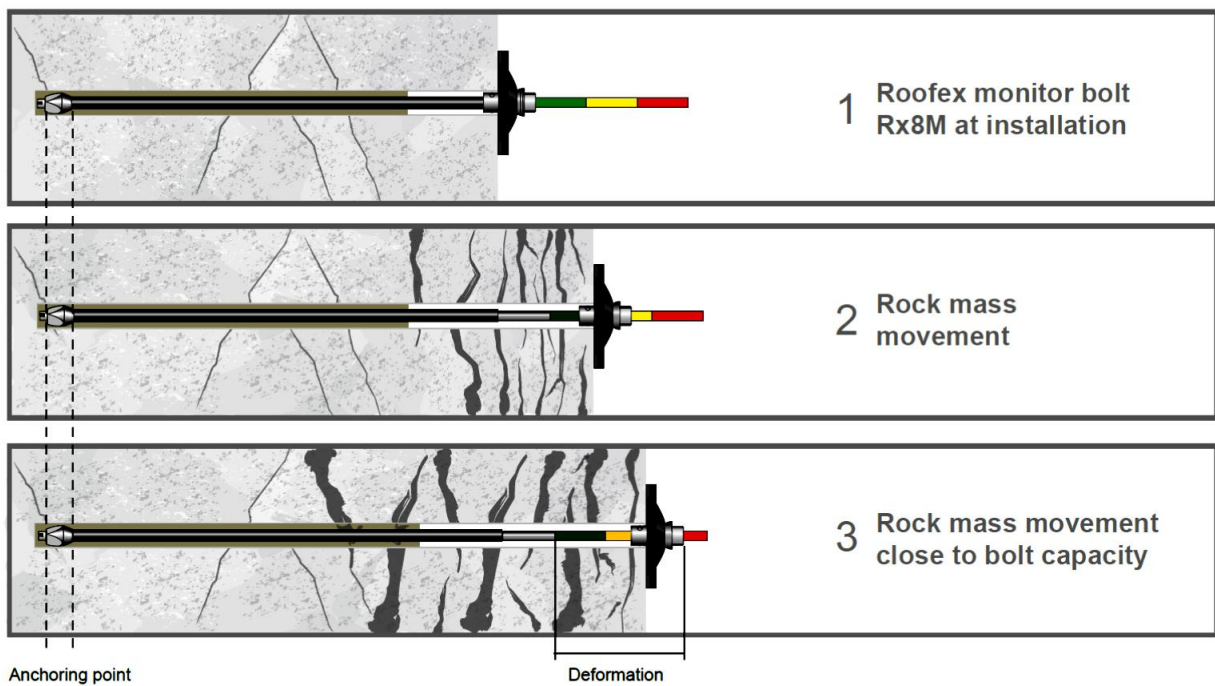 1 Roofex monitor bolt
Rx8M at installation
2 Rock mass
movement
3 Rock mass movement
close to bolt capacity
Anchoring point
Deformation